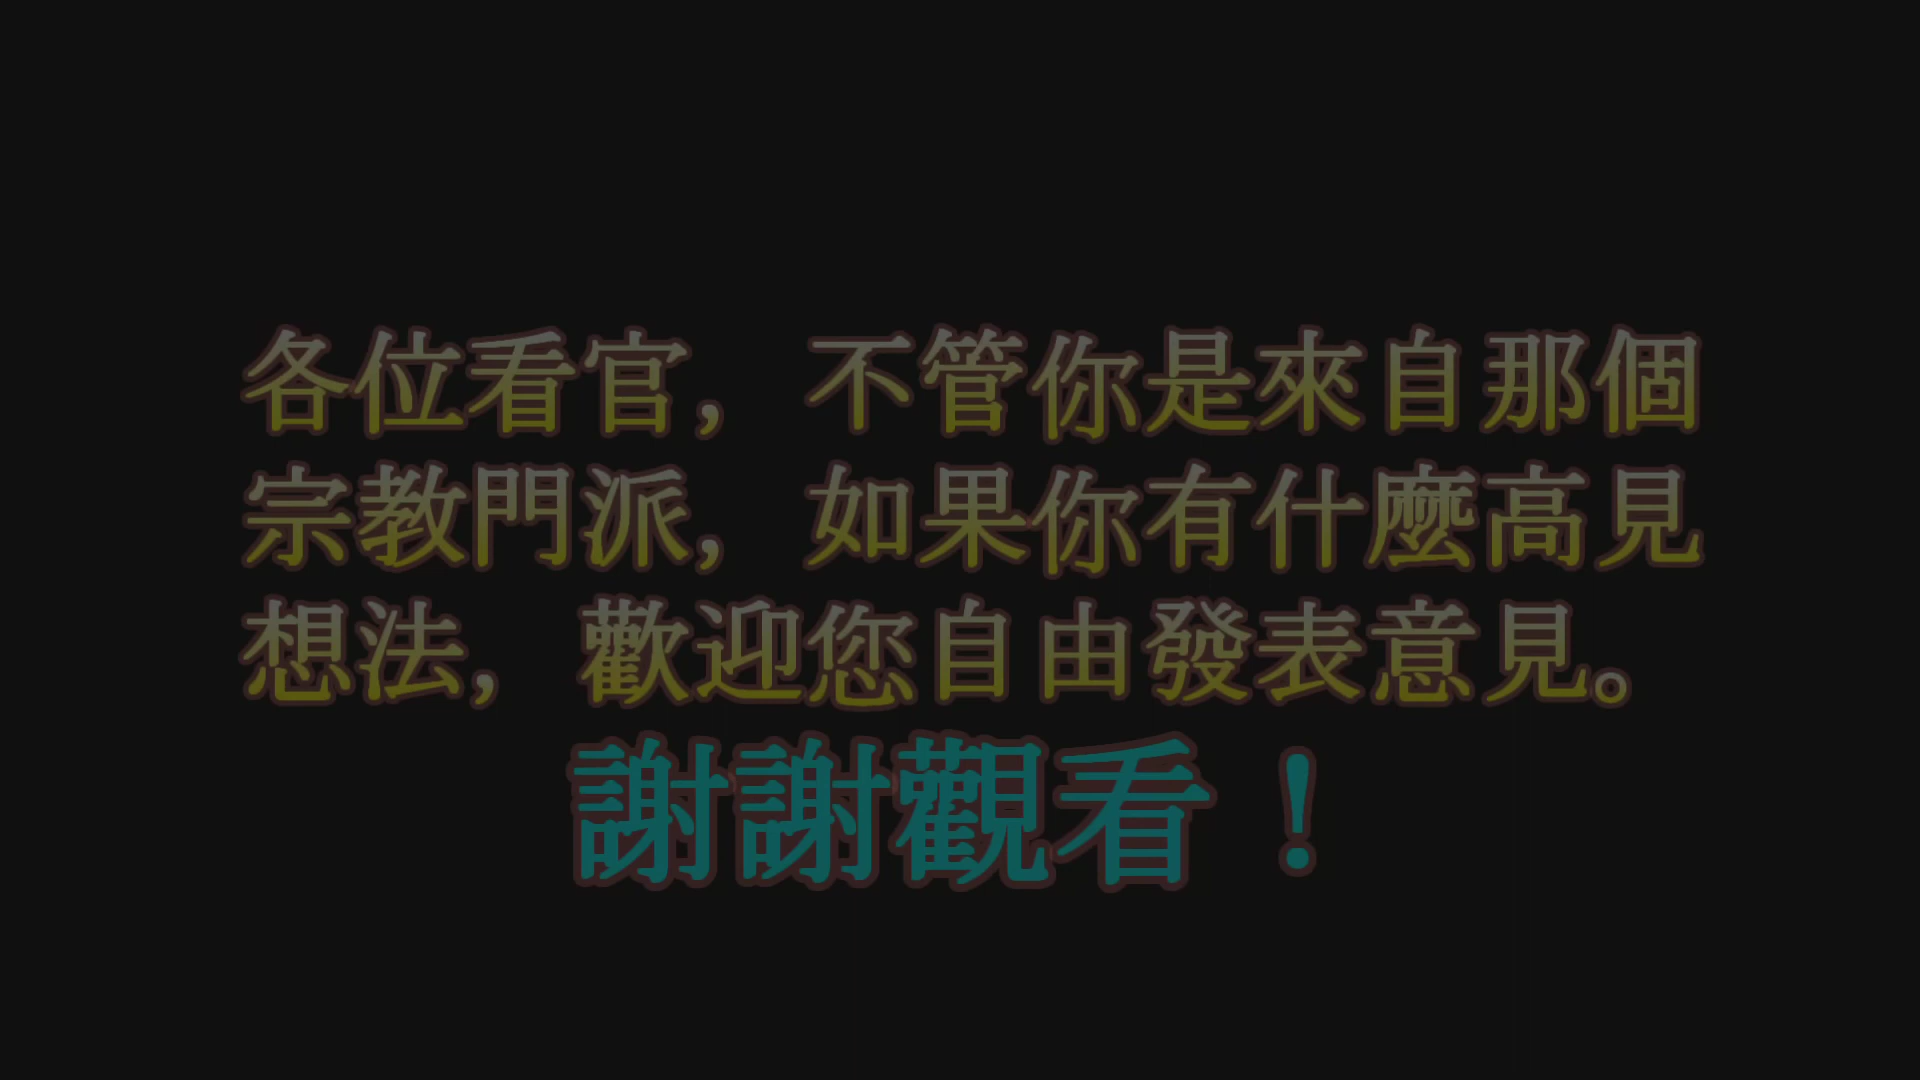 各位看官，不管你是來自那個
宗教門派，如果你有什麼高見
想法，歡迎您自由發表意見。
謝謝觀看！